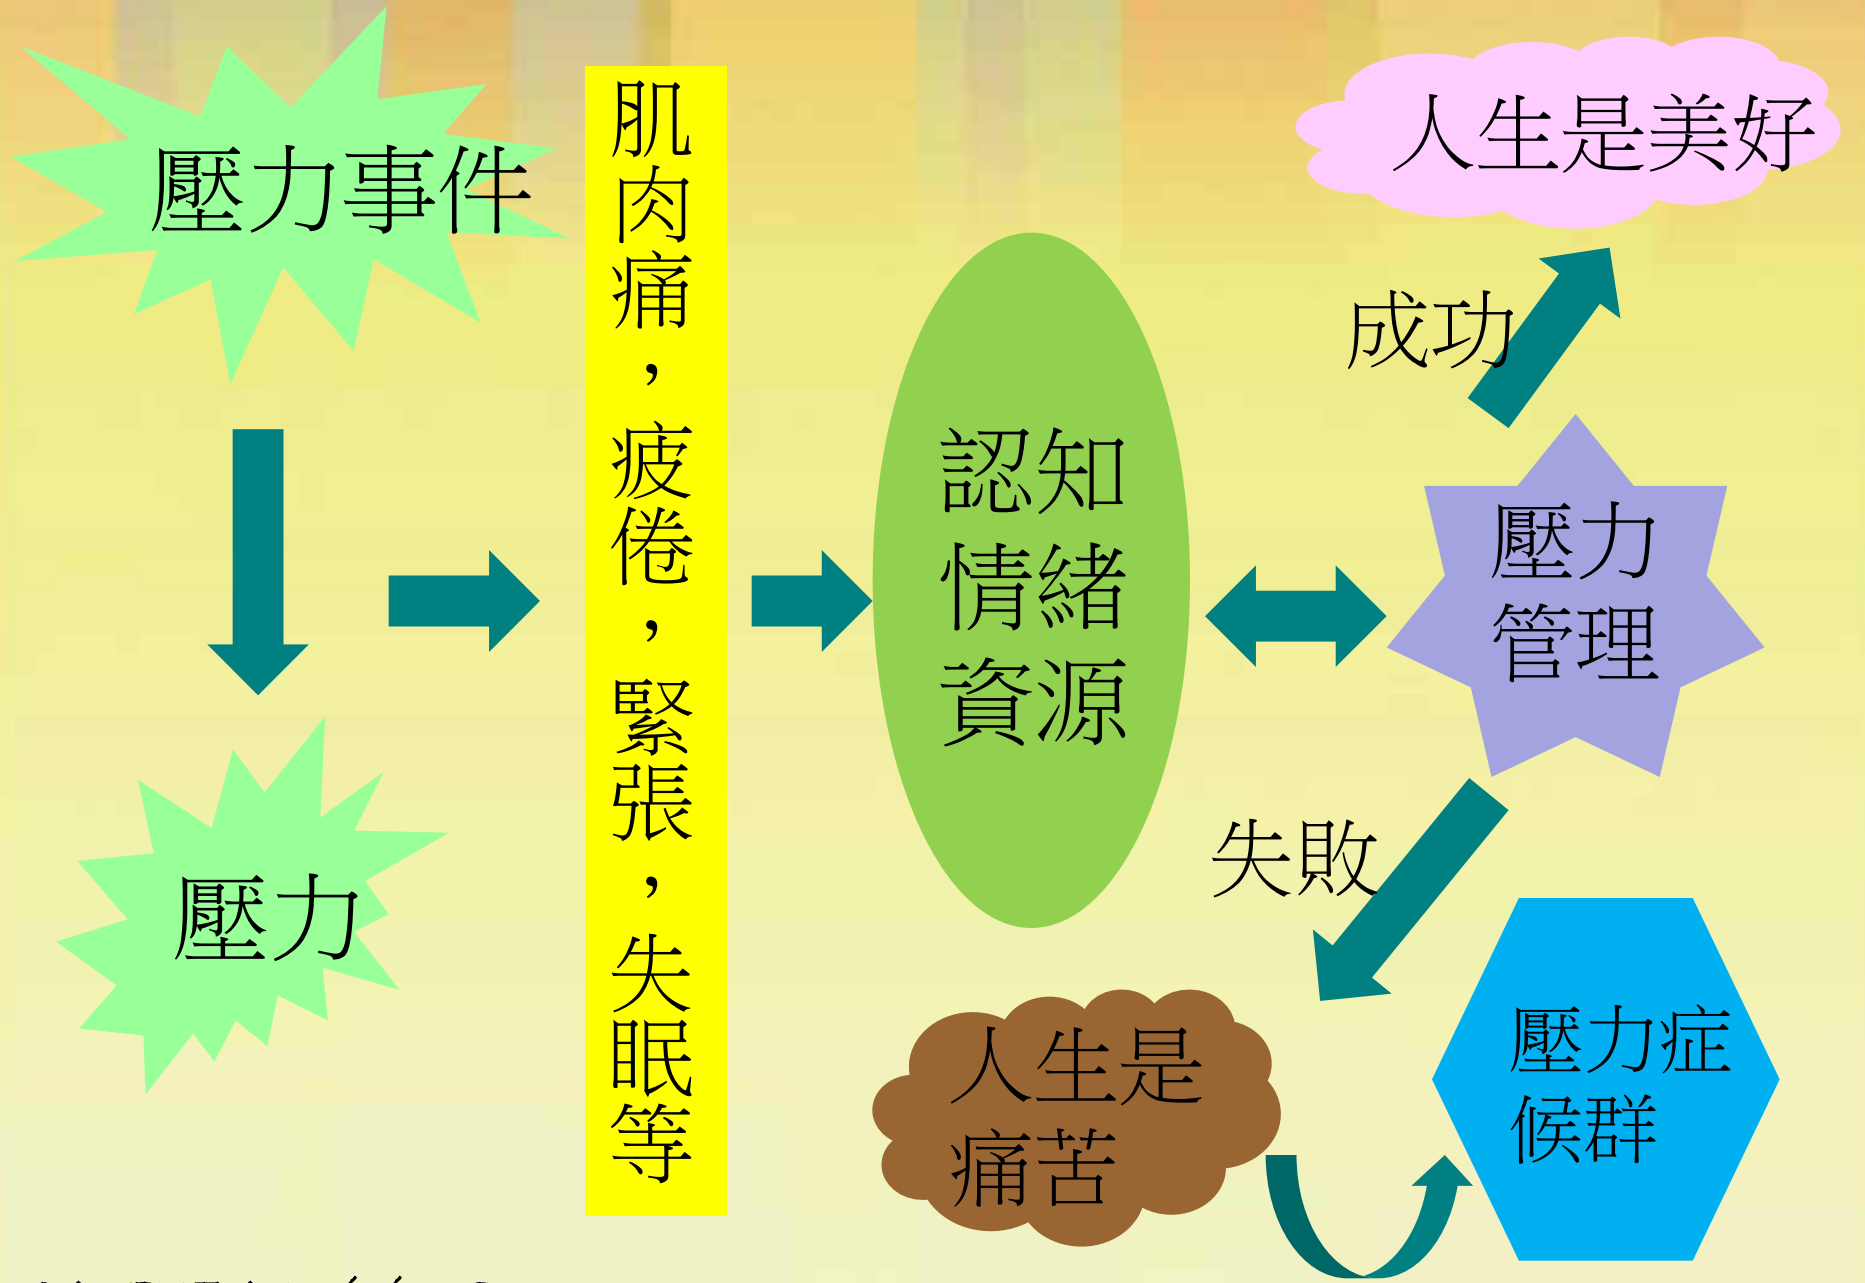 壓力事件
壓力
肌肉痛，疲倦，緊張，失眠等
認知
情緒
資源
壓力
管理
成功
人生是美好
失敗
人生是
痛苦
壓力症
候群